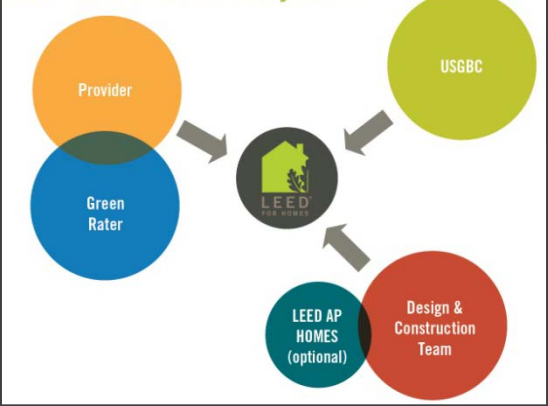 Provider
USGBC
Green
Rater
LEED
FOR HOMES
LEED AP
HOMES
(optional)
Design &
Construction
Team